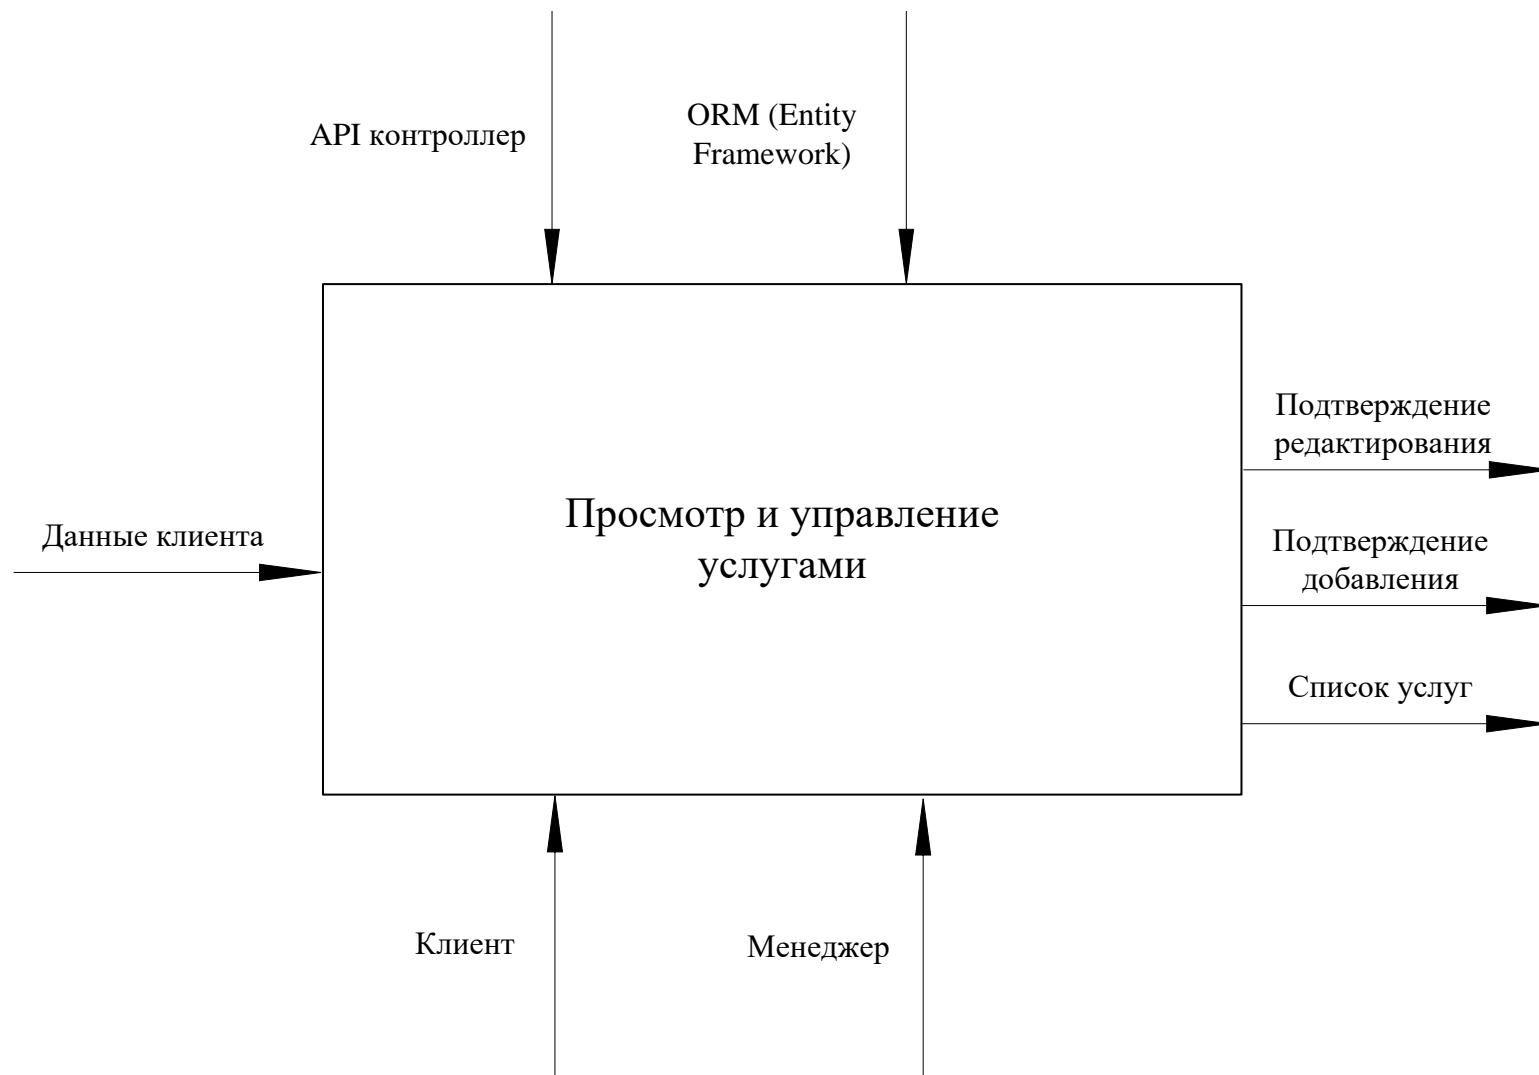 API контроллер
ORM (Entity
Framework)
Подтверждение
редактирования
Данные клиента
Просмотр и управление
услугами
Подтверждение
добавления
Список услуг
Клиент
Менеджер